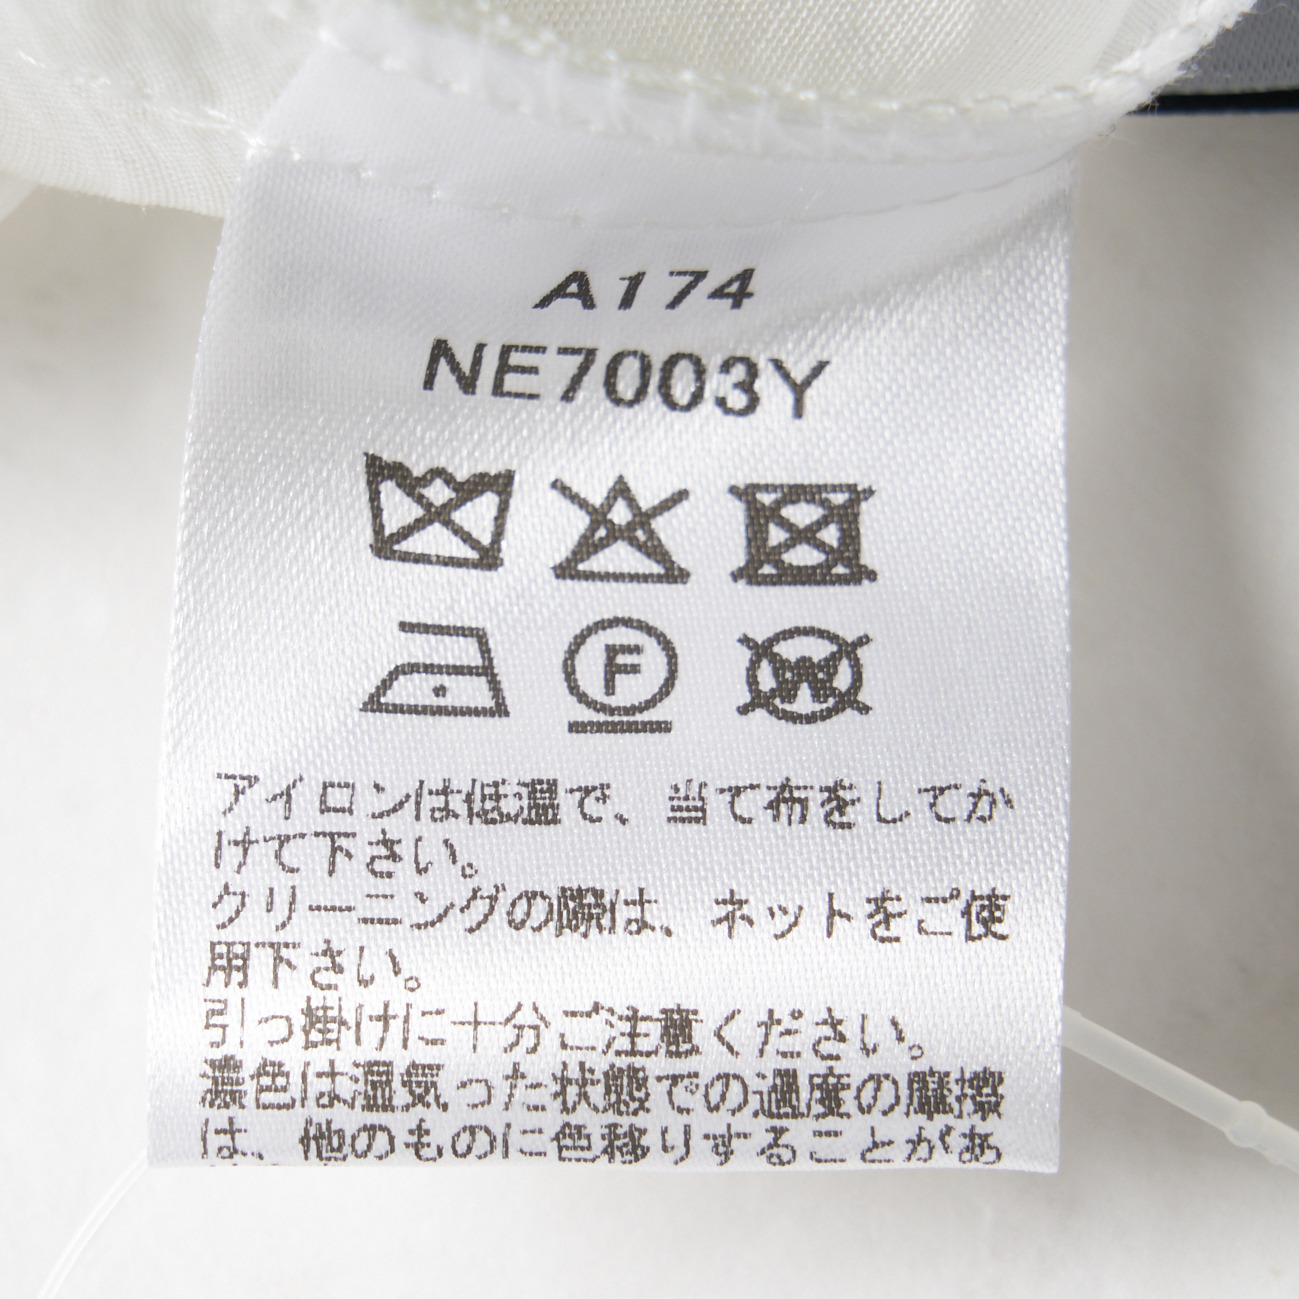 A174
NE7003Y
F
W
アイロンは低温で、当て布をしてか
けて下さい。
クリーニングの際は、ネットをご使
用下さい。
引っ掛けに十分ご注意ください。
濃色は湿気った状態での過度の摩擦
は、他のものに色移りすることがあ